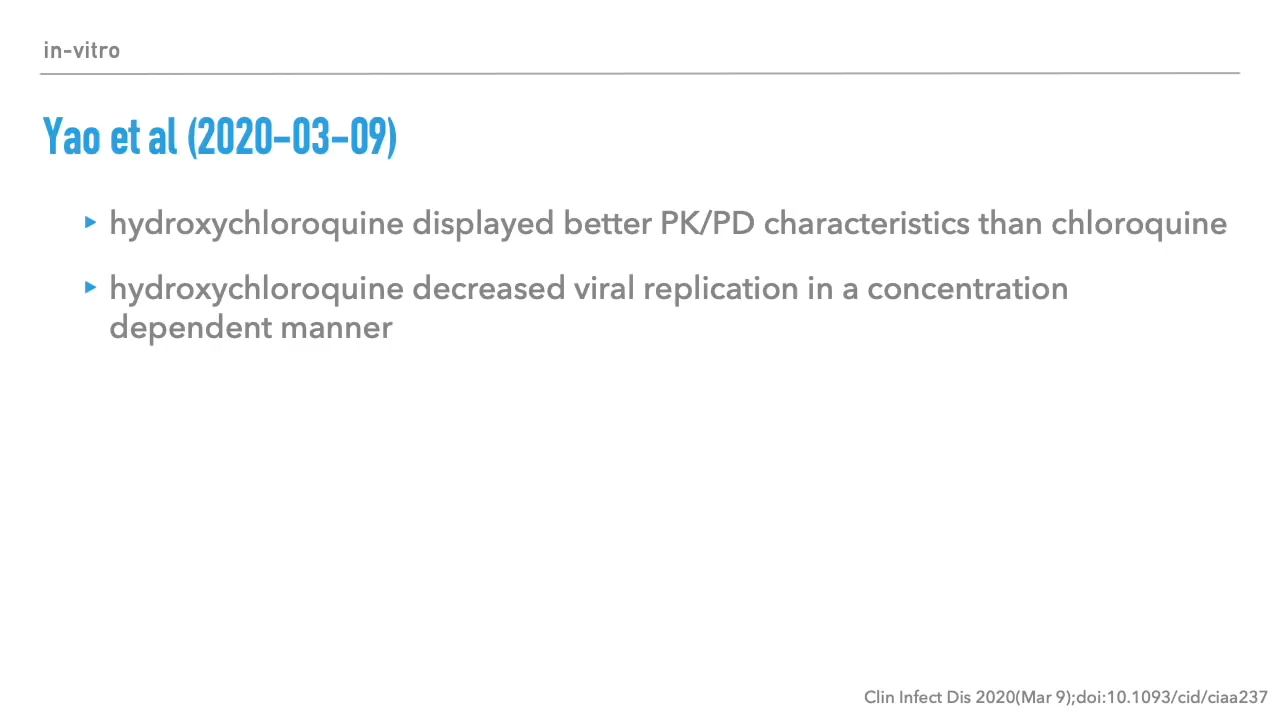 in-vitro
Yao et al (2020-03-09)
▸ hydroxychloroquine displayed better PK/PD characteristics than chloroquine
▸ hydroxychloroquine decreased viral replication in a concentration
dependent manner
Clin Infect Dis 2020(Mar 9);doi:10.1093/cid/ciaa237